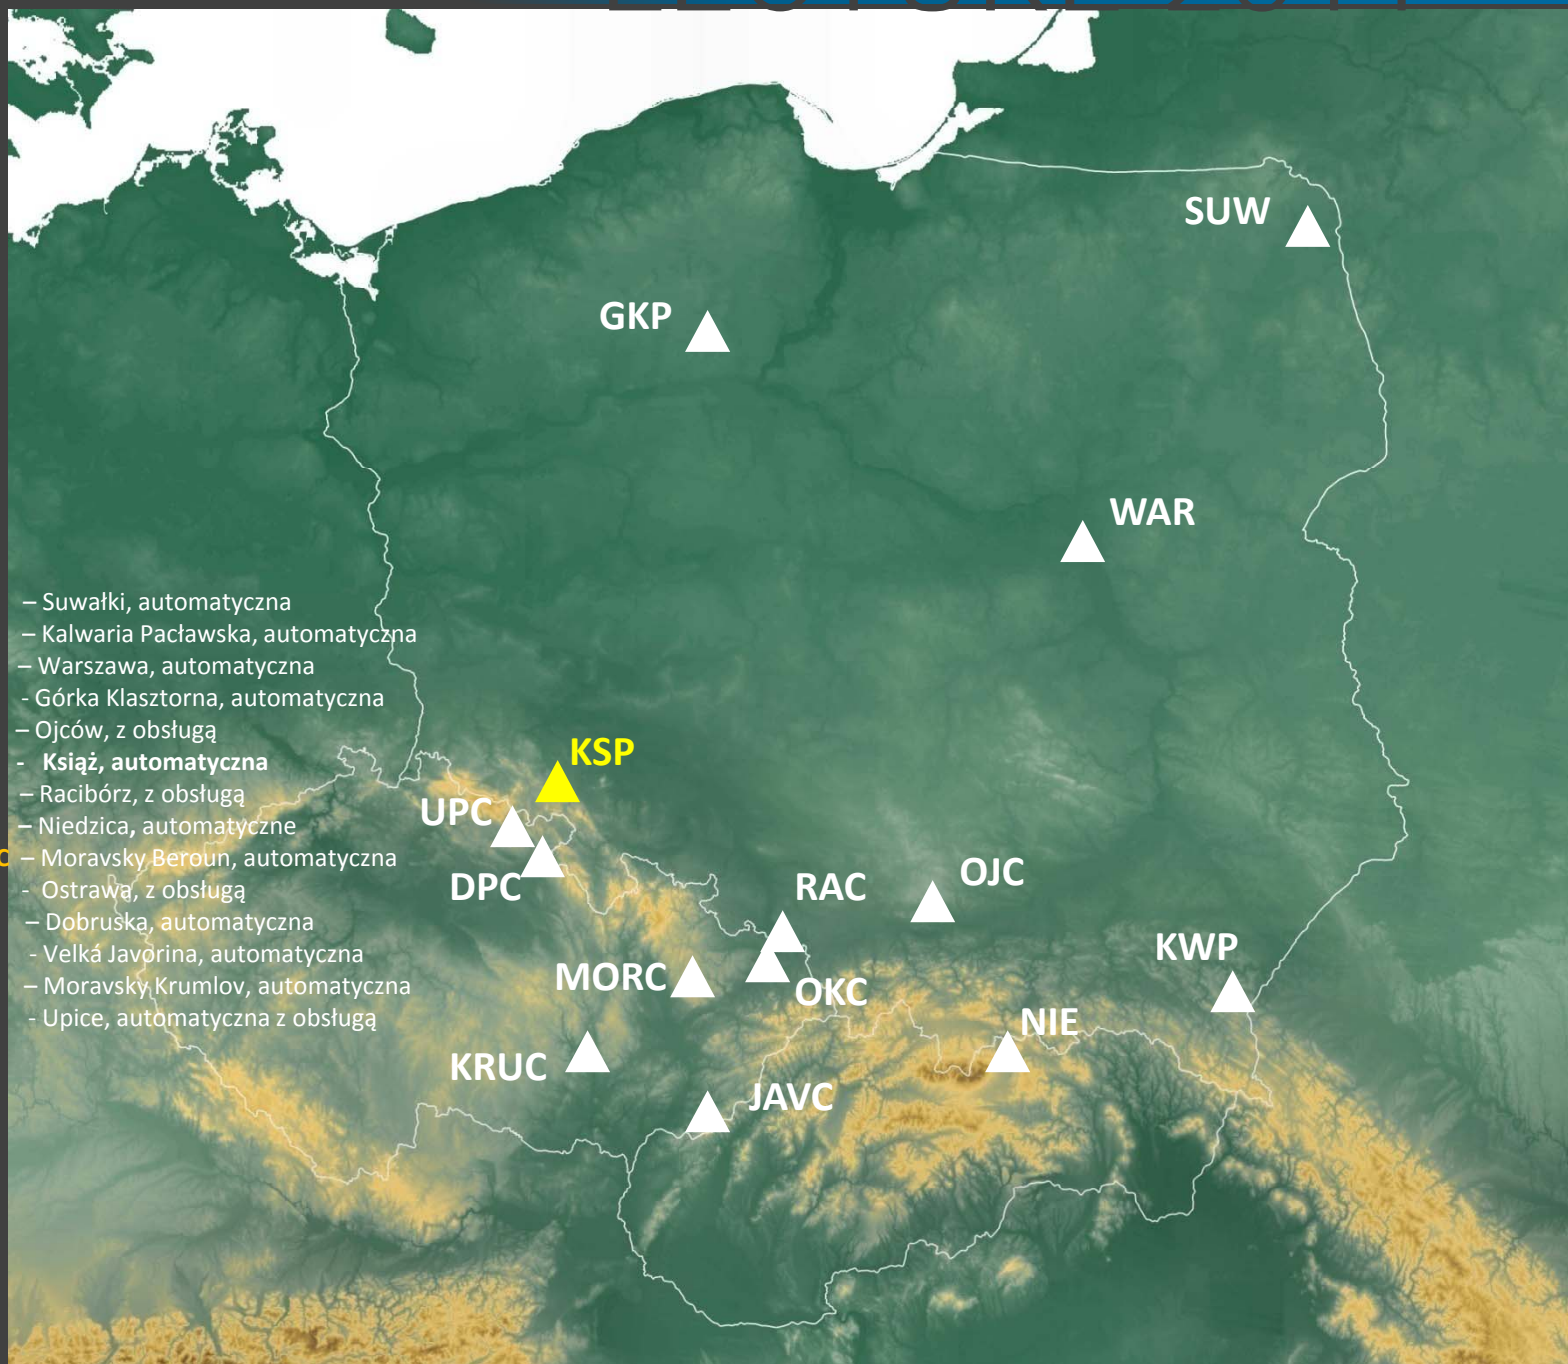 SUW
GKP
WAR
– Suwałki, automatyczna
– Kalwaria Pacławska, automatyczna
– Warszawa, automatyczna
- Górka Klasztorna, automatyczna
– Ojców, z obsługą
- Książ, automatyczna
– Racibórz, z obsługą
– Niedzica, automatyczne
– Moravsky Beroun, automatyczna
- Ostrawa, z obsługą
– Dobruska, automatyczna
- Velká Javořina, automatyczna
– Moravsky Krumlov, automatyczna
- Upice, automatyczna z obsługą
KSP
UPC
DPC
RAC
OJC
KWP
MORC
OKC
NIE
KRUC
JAVC